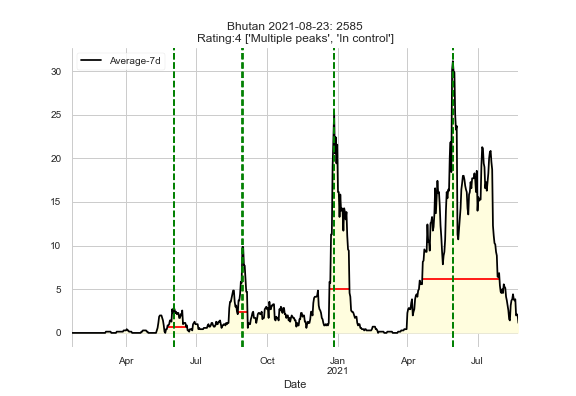 Bhutan 2021-08-23: 2585
Rating:4 ['Multiple peaks', 'In control']
Average-7d
30
25
20
15
10
5
0
Apr
Jul
Oct
Jan
2021
Apr
Jul
Date